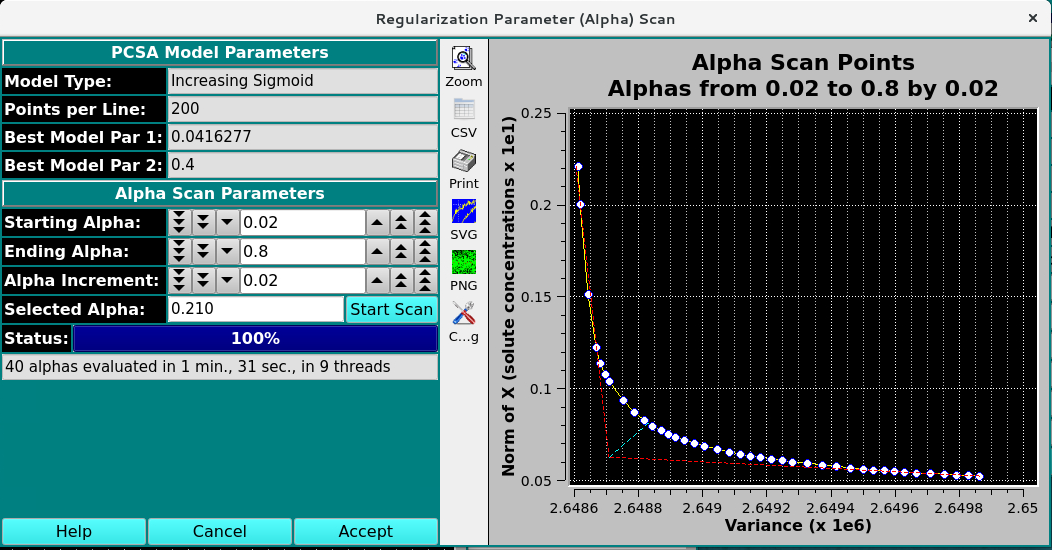 Regularization Parameter (Alpha) Scan
PCSA Model Parameters
Model Type: Increasing Sigmoid
Points per Line: 200
Best Model Par 1: 0.0416277
Best Model Par 2: 0.4
Alpha Scan Parameters
Starting Alpha: 0.02
Ending Alpha: 0.8
Alpha Increment: 0.02
Selected Alpha: 0.210 Start Scan
Status: 100%
40 alphas evaluated in 1 min., 31 sec., in 9 threads
Help Cancel Accept
Zoom
CSV
Print
SVG
PNG
C...g
Alpha Scan Points
Alphas from 0.02 to 0.8 by 0.02
Norm of X (solute concentrations x 1e1)
0.25
0.2
0.15
0.1
0.05
2.6486 2.6488 2.649 2.6492 2.6494 2.6496 2.6498 2.65
Variance (x 1e6)